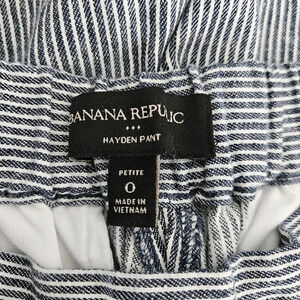 BANANA REPUBLIC
HAYDEN PANT
PETITE
0
MADE IN
VIETNAM